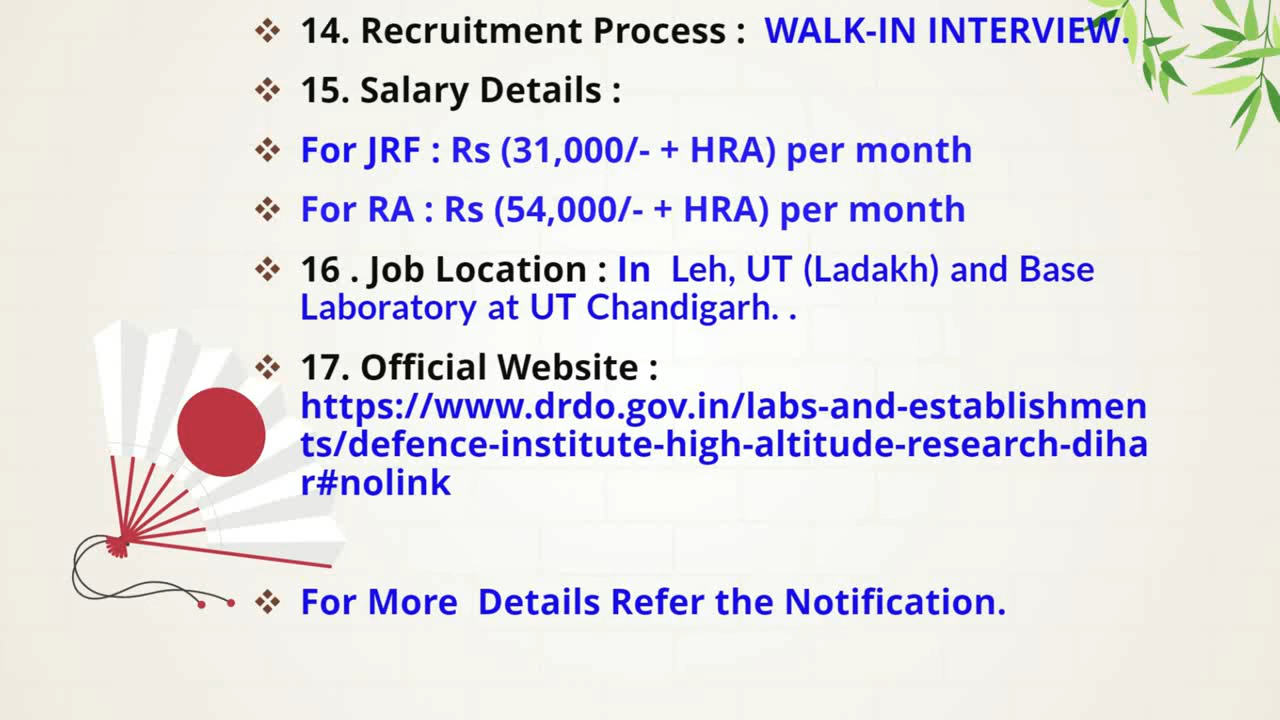 14. Recruitment Process : WALK-IN INTERVIEW.
15. Salary Details :
For JRF : Rs (31,000/- + HRA) per month
For RA : Rs (54,000/- + HRA) per month
16 . Job Location : In Leh, UT (Ladakh) and Base
Laboratory at UT Chandigarh. .
17. Official Website :
https://www.drdo.gov.in/labs-and-establishmen
ts/defence-institute-high-altitude-research-diha
r#nolink
For More Details Refer the Notification.